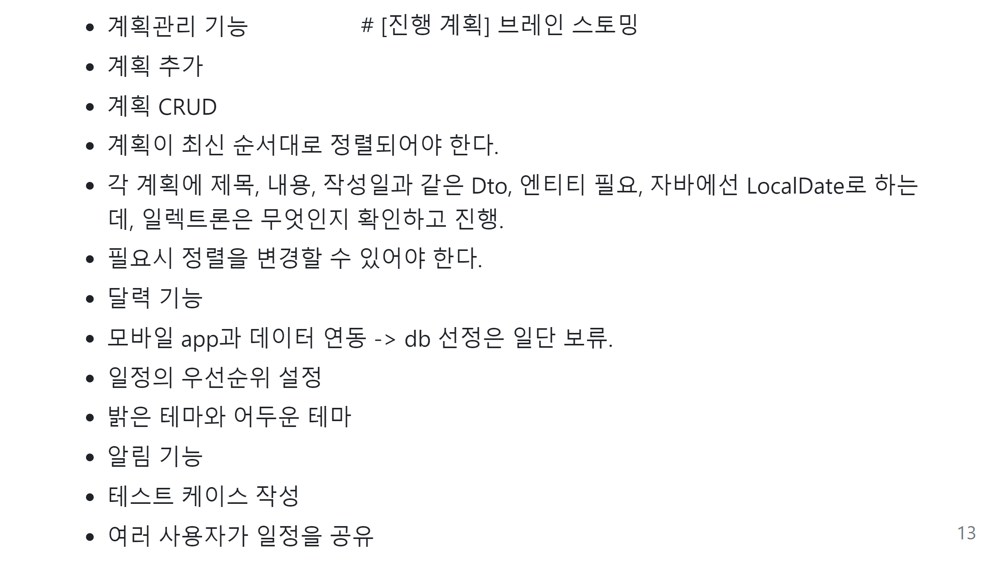 # [진행 계획] 브레인 스토밍
• 계획관리 기능
• 계획 추가
• 계획 CRUD
• 계획이 최신 순서대로 정렬되어야 한다.
• 각 계획에 제목, 내용, 작성일과 같은 Dto, 엔티티 필요, 자바에선 LocalDate로 하는
데, 일렉트론은 무엇인지 확인하고 진행.
• 필요시 정렬을 변경할 수 있어야 한다.
• 달력 기능
• 모바일 app과 데이터 연동 -> db 선정은 일단 보류.
• 일정의 우선순위 설정
• 밝은 테마와 어두운 테마
• 알림 기능
• 테스트 케이스 작성
• 여러 사용자가 일정을 공유
13